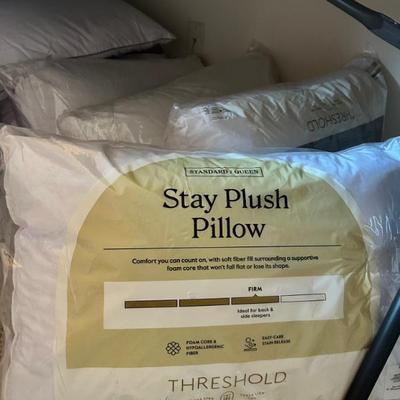 THRESHOLD
STANDARD / QUEEN
Stay Plush
Pillow
Comfort you can count on, with soft fiber fill surrounding a supportive
foam core that won't fall flat or lose its shape.
FIRM
Ideal for back &
side sleepers
FOAM CORE &
HYPOALLERGENIC
FIBER
EASY-CARE
STAIN RELEASE
THRESHOLD